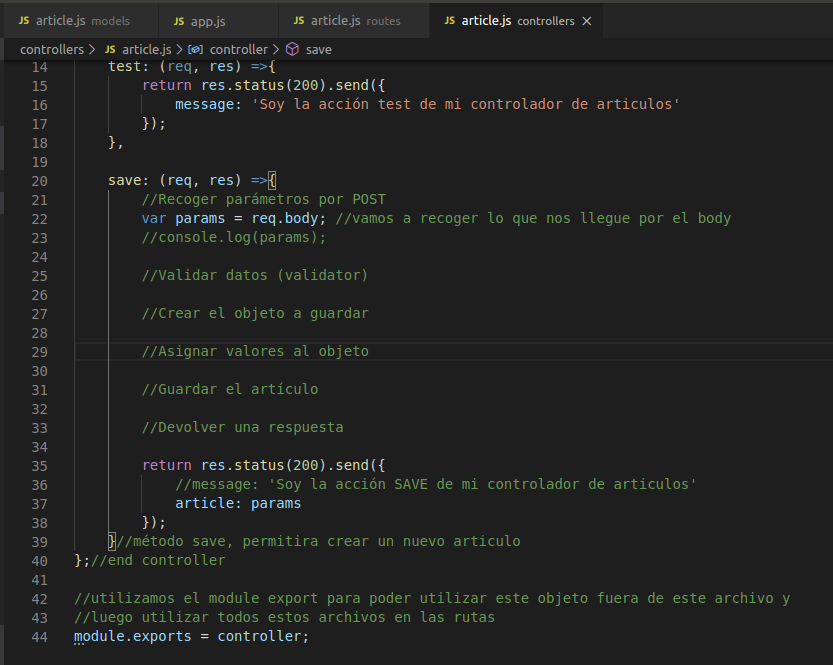 JS article.js models JS app.js JS article.js routes JS article.js controllers
controllers > JS article.js > controller > save
14 test: (req, res) =>{
15 return res.status(200).send({
16 message: 'Soy la acción test de mi controlador de articulos'
17 });
18 },
19
20 save: (req, res) =>{
21 //Recoger parámetros por POST
22 var params = req.body; //vamos a recoger lo que nos llegue por el body
23 //console.log(params);
24
25 //Validar datos (validator)
26
27 //Crear el objeto a guardar
28
29 //Asignar valores al objeto
30
31 //Guardar el artículo
32
33 //Devolver una respuesta
34
35 return res.status(200).send({
36 //message: 'Soy la acción SAVE de mi controlador de articulos'
37 article: params
38 });
39 }//método save, permitira crear un nuevo articulo
40 };//end controller
41
42 //utilizamos el module export para poder utilizar este objeto fuera de este archivo y
43 //luego utilizar todos estos archivos en las rutas
44 module.exports = controller;